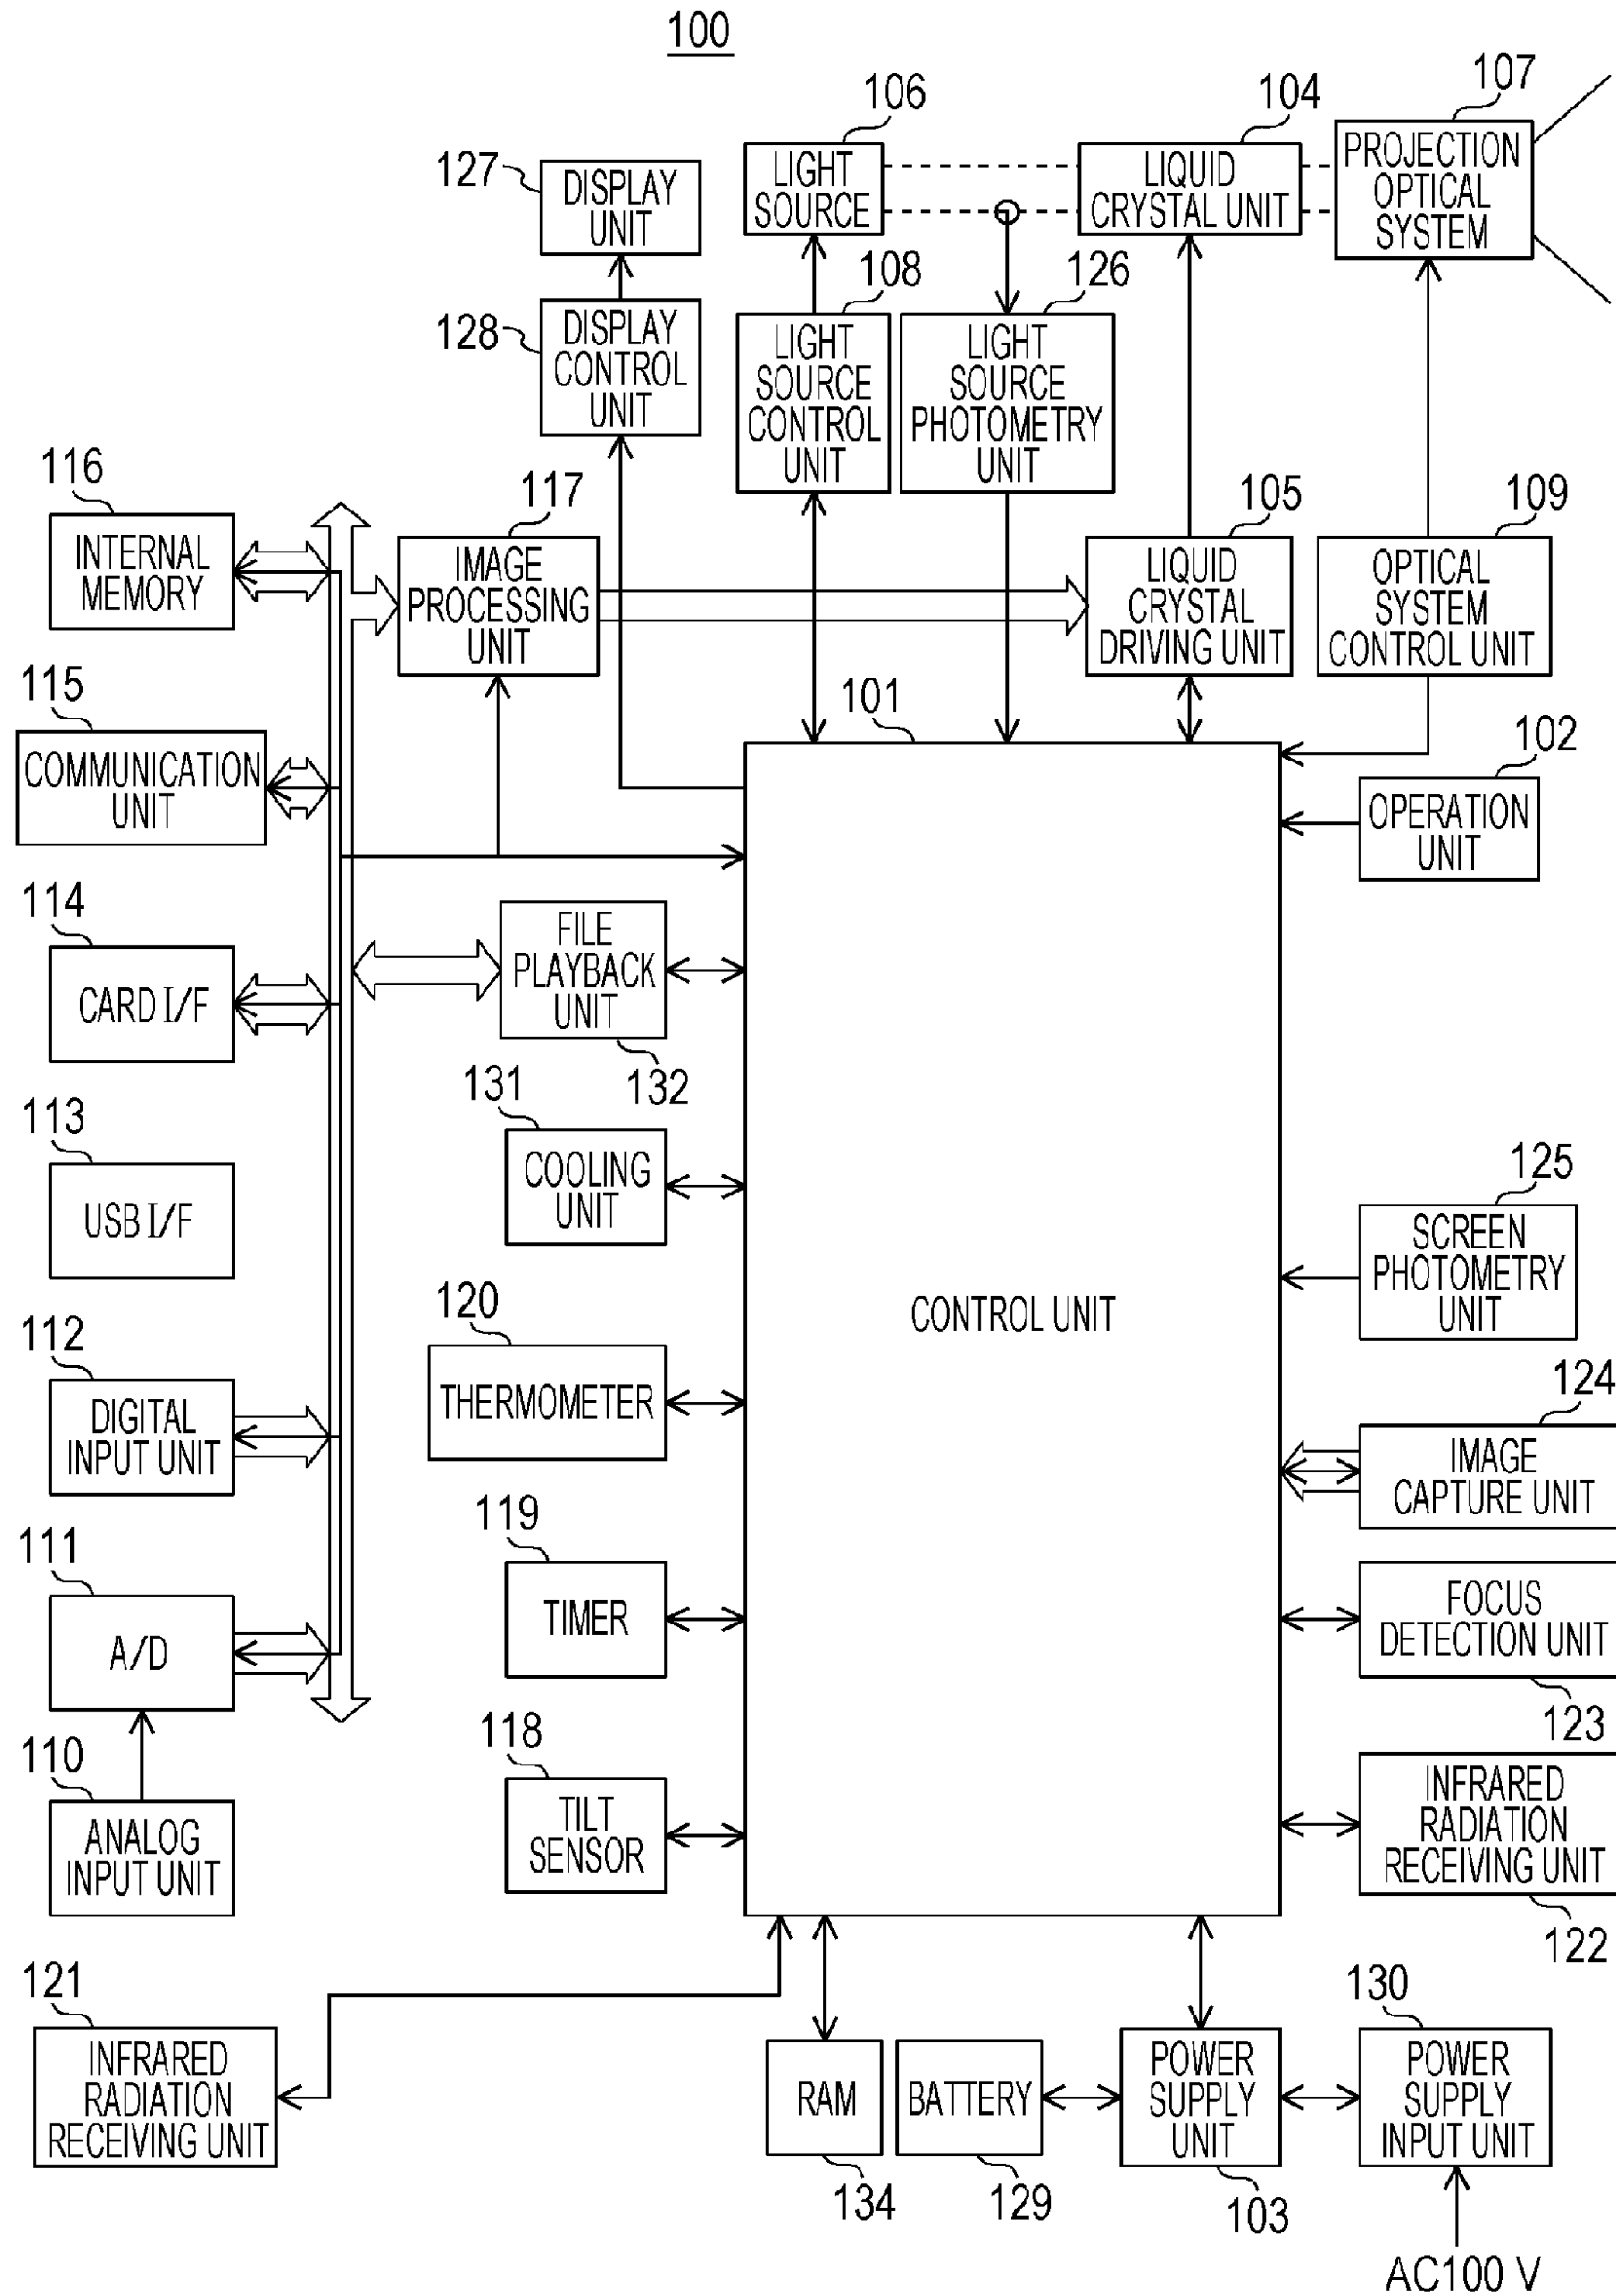 100
106
104
107
127
DISPLAY
UNIT
LIGHT
SOURCE
LIQUID
CRYSTAL UNIT
PROJECTION
OPTICAL
SYSTEM
128
DISPLAY
CONTROL
UNIT
108
LIGHT
SOURCE
CONTROL
UNIT
126
LIGHT
SOURCE
PHOTOMETRY
UNIT
116
INTERNAL
MEMORY
117
IMAGE
PROCESSING
UNIT
105
LIQUID
CRYSTAL
DRIVING UNIT
109
OPTICAL
SYSTEM
CONTROL UNIT
115
COMMUNICATION
UNIT
101
CONTROL UNIT
102
OPERATION
UNIT
114
CARD I/F
FILE
PLAYBACK
UNIT
132
113
USB I/F
131
COOLING
UNIT
125
SCREEN
PHOTOMETRY
UNIT
112
DIGITAL
INPUT UNIT
120
THERMOMETER
124
IMAGE
CAPTURE UNIT
111
A/D
119
TIMER
FOCUS
DETECTION UNIT
123
110
ANALOG
INPUT UNIT
118
TILT
SENSOR
INFRARED
RADIATION
RECEIVING UNIT
122
121
INFRARED
RADIATION
RECEIVING UNIT
RAM
134
BATTERY
129
POWER
SUPPLY
UNIT
103
130
POWER
SUPPLY
INPUT UNIT
AC100 V